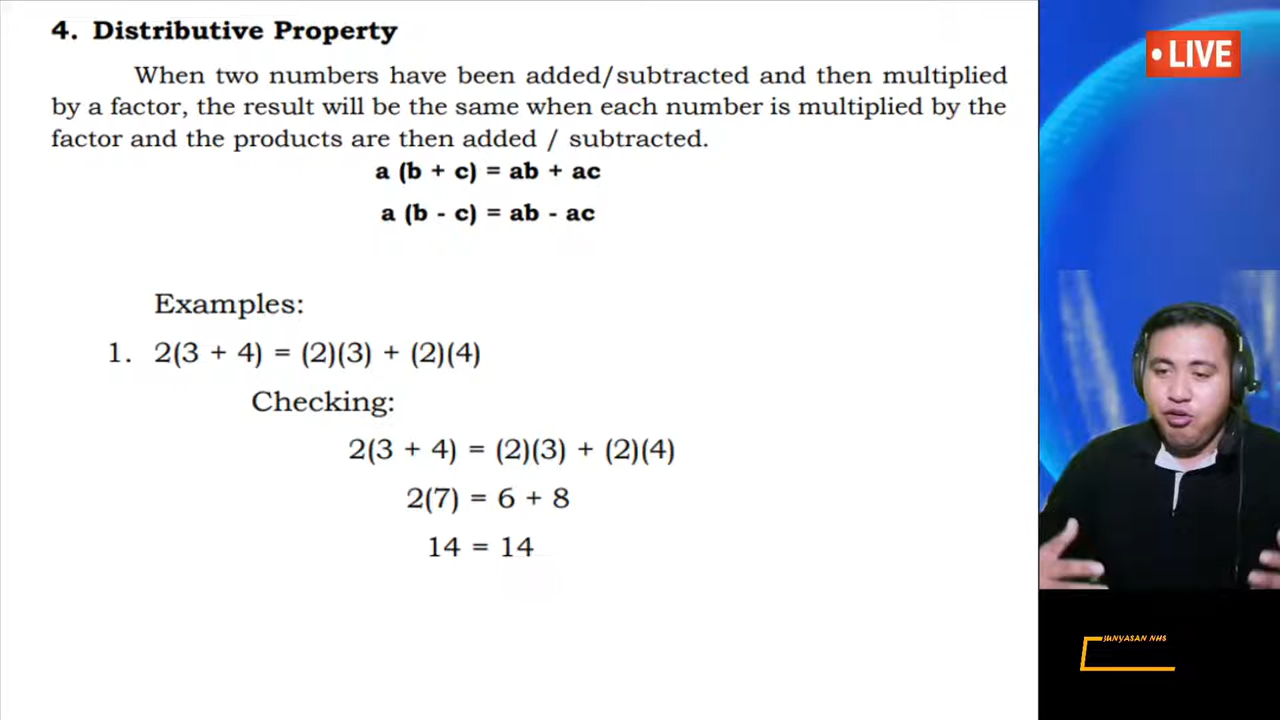 4. Distributive Property
When two numbers have been added/subtracted and then multiplied
by a factor, the result will be the same when each number is multiplied by the
factor and the products are then added / subtracted.
a (b + c) = ab + ac
a (b - c) = ab - ac
Examples:
1. 2(3 + 4) = (2)(3) + (2)(4)
Checking:
2(3 + 4) = (2)(3) + (2)(4)
2(7) = 6 + 8
14 = 14
• LIVE
JUNYASAN NHS